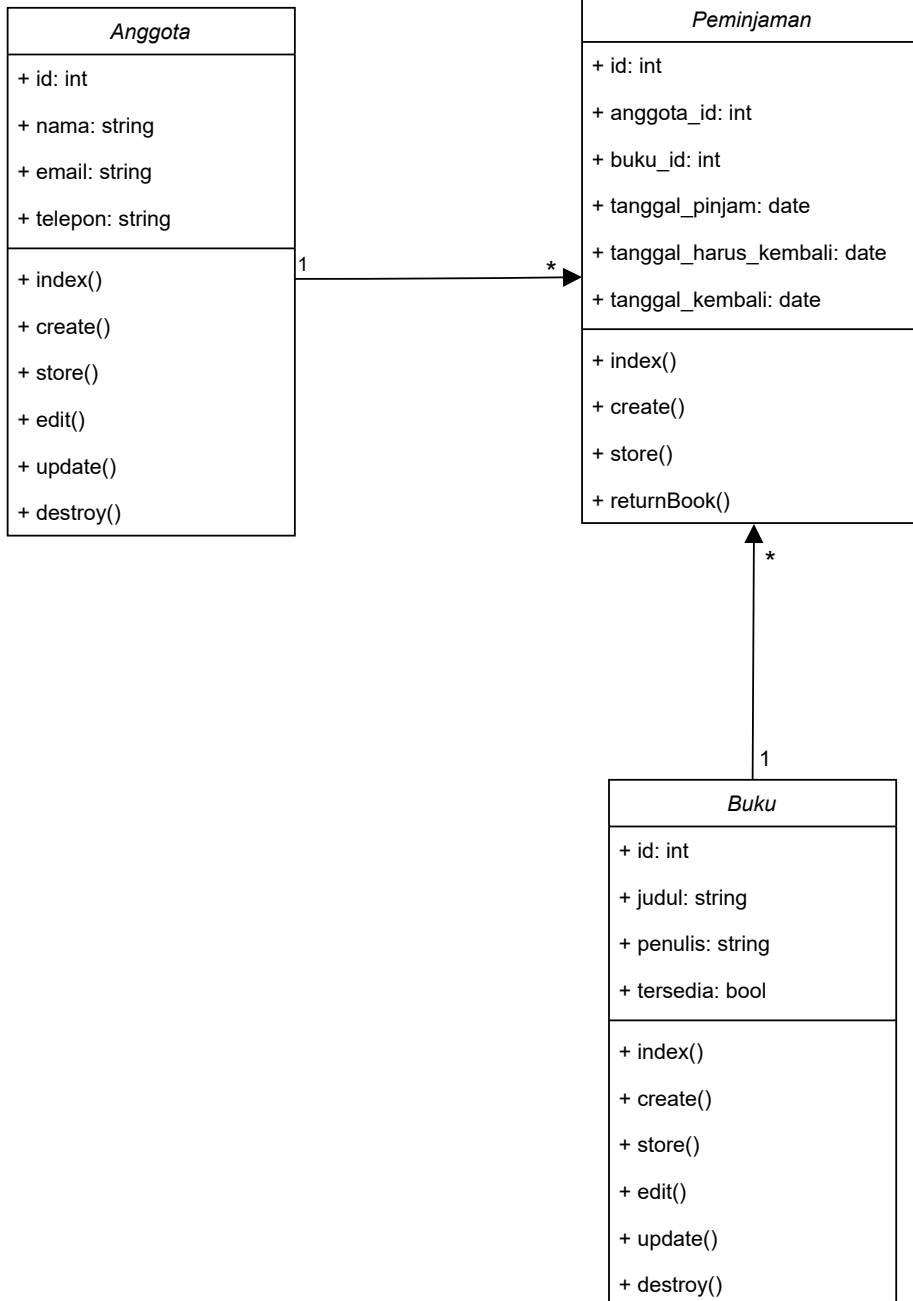 Anggota
+ id: int
+ nama: string
+ email: string
+ telepon: string
+ index()
+ create()
+ store()
+ edit()
+ update()
+ destroy()
1
*
Peminjaman
+ id: int
+ anggota_id: int
+ buku_id: int
+ tanggal_pinjam: date
+ tanggal_harus_kembali: date
+ tanggal_kembali: date
+ index()
+ create()
+ store()
+ returnBook()
*
1
Buku
+ id: int
+ judul: string
+ penulis: string
+ tersedia: bool
+ index()
+ create()
+ store()
+ edit()
+ update()
+ destroy()